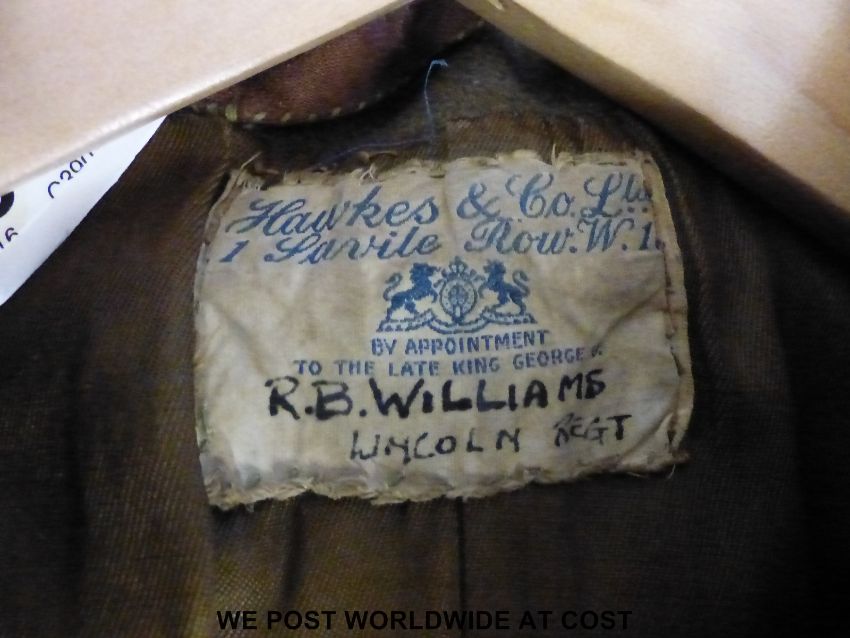 Hawkes & Co. Ltd.
1 Savile Row. W.1.
BY APPOINTMENT
TO THE LATE KING GEORGE V.
R.B. WILLIAMS
LINCOLN REGT
WE POST WORLDWIDE AT COST